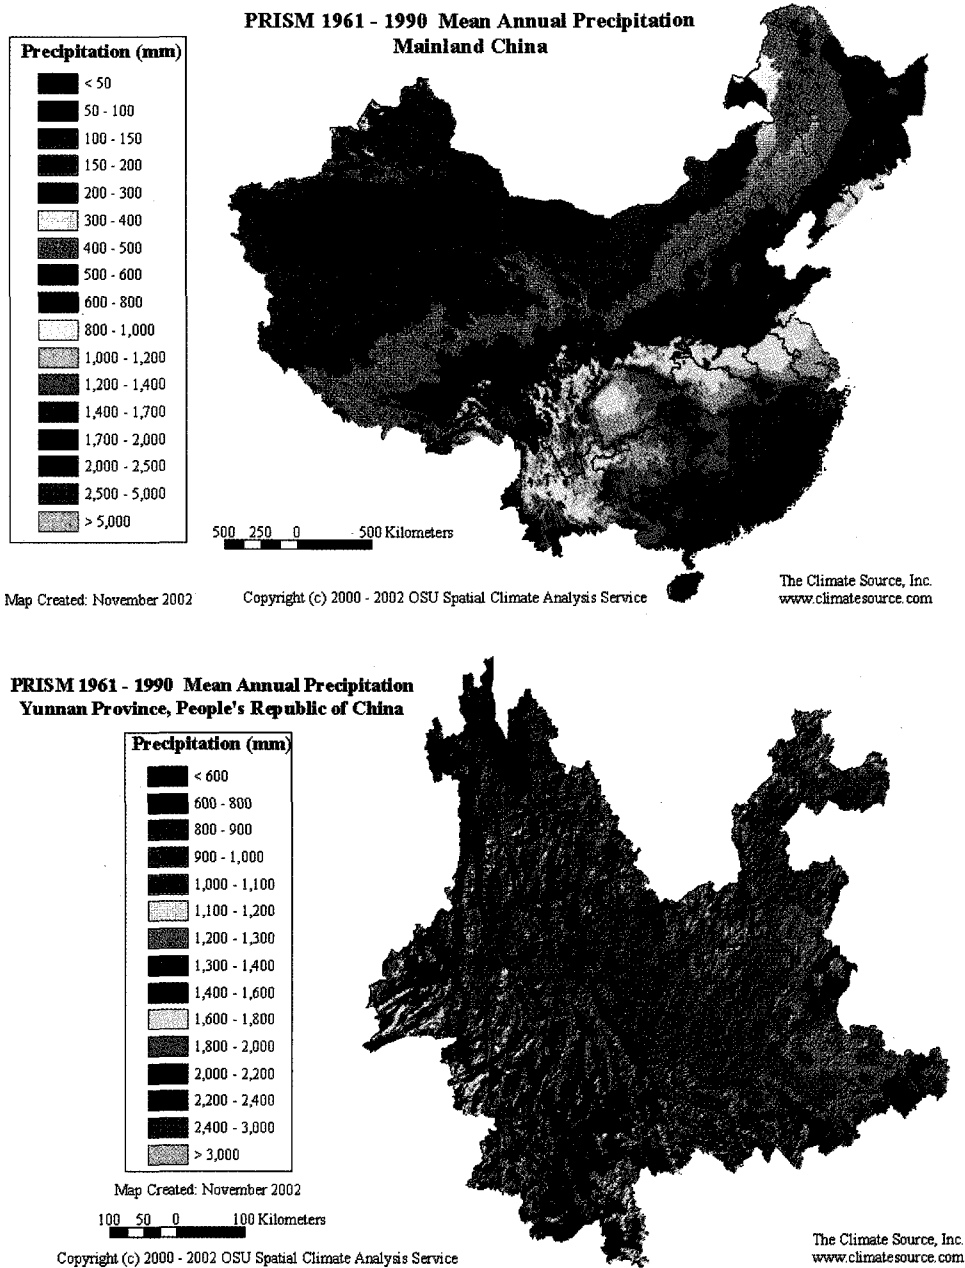 PRISM 1961 - 1990 Mean Annual Precipitation
Mainland China
Precipitation (mm)
< 50
50 - 100
100 - 150
150 - 200
200 - 300
300 - 400
400 - 500
500 - 600
600 - 800
800 - 1,000
1,000 - 1,200
1,200 - 1,400
1,400 - 1,700
1,700 - 2,000
2,000 - 2,500
2,500 - 5,000
> 5,000
500 250 0 500 Kilometers
Map Created: November 2002
Copyright (c) 2000 - 2002 OSU Spatial Climate Analysis Service
The Climate Source, Inc.
www.climatesource.com
PRISM 1961 - 1990 Mean Annual Precipitation
Yunnan Province, People's Republic of China
Precipitation (mm)
< 600
600 - 800
800 - 900
900 - 1,000
1,000 - 1,100
1,100 - 1,200
1,200 - 1,300
1,300 - 1,400
1,400 - 1,600
1,600 - 1,800
1,800 - 2,000
2,000 - 2,200
2,200 - 2,400
2,400 - 3,000
> 3,000
Map Created: November 2002
100 50 0 100 Kilometers
Copyright (c) 2000 - 2002 OSU Spatial Climate Analysis Service
The Climate Source, Inc.
www.climatesource.com